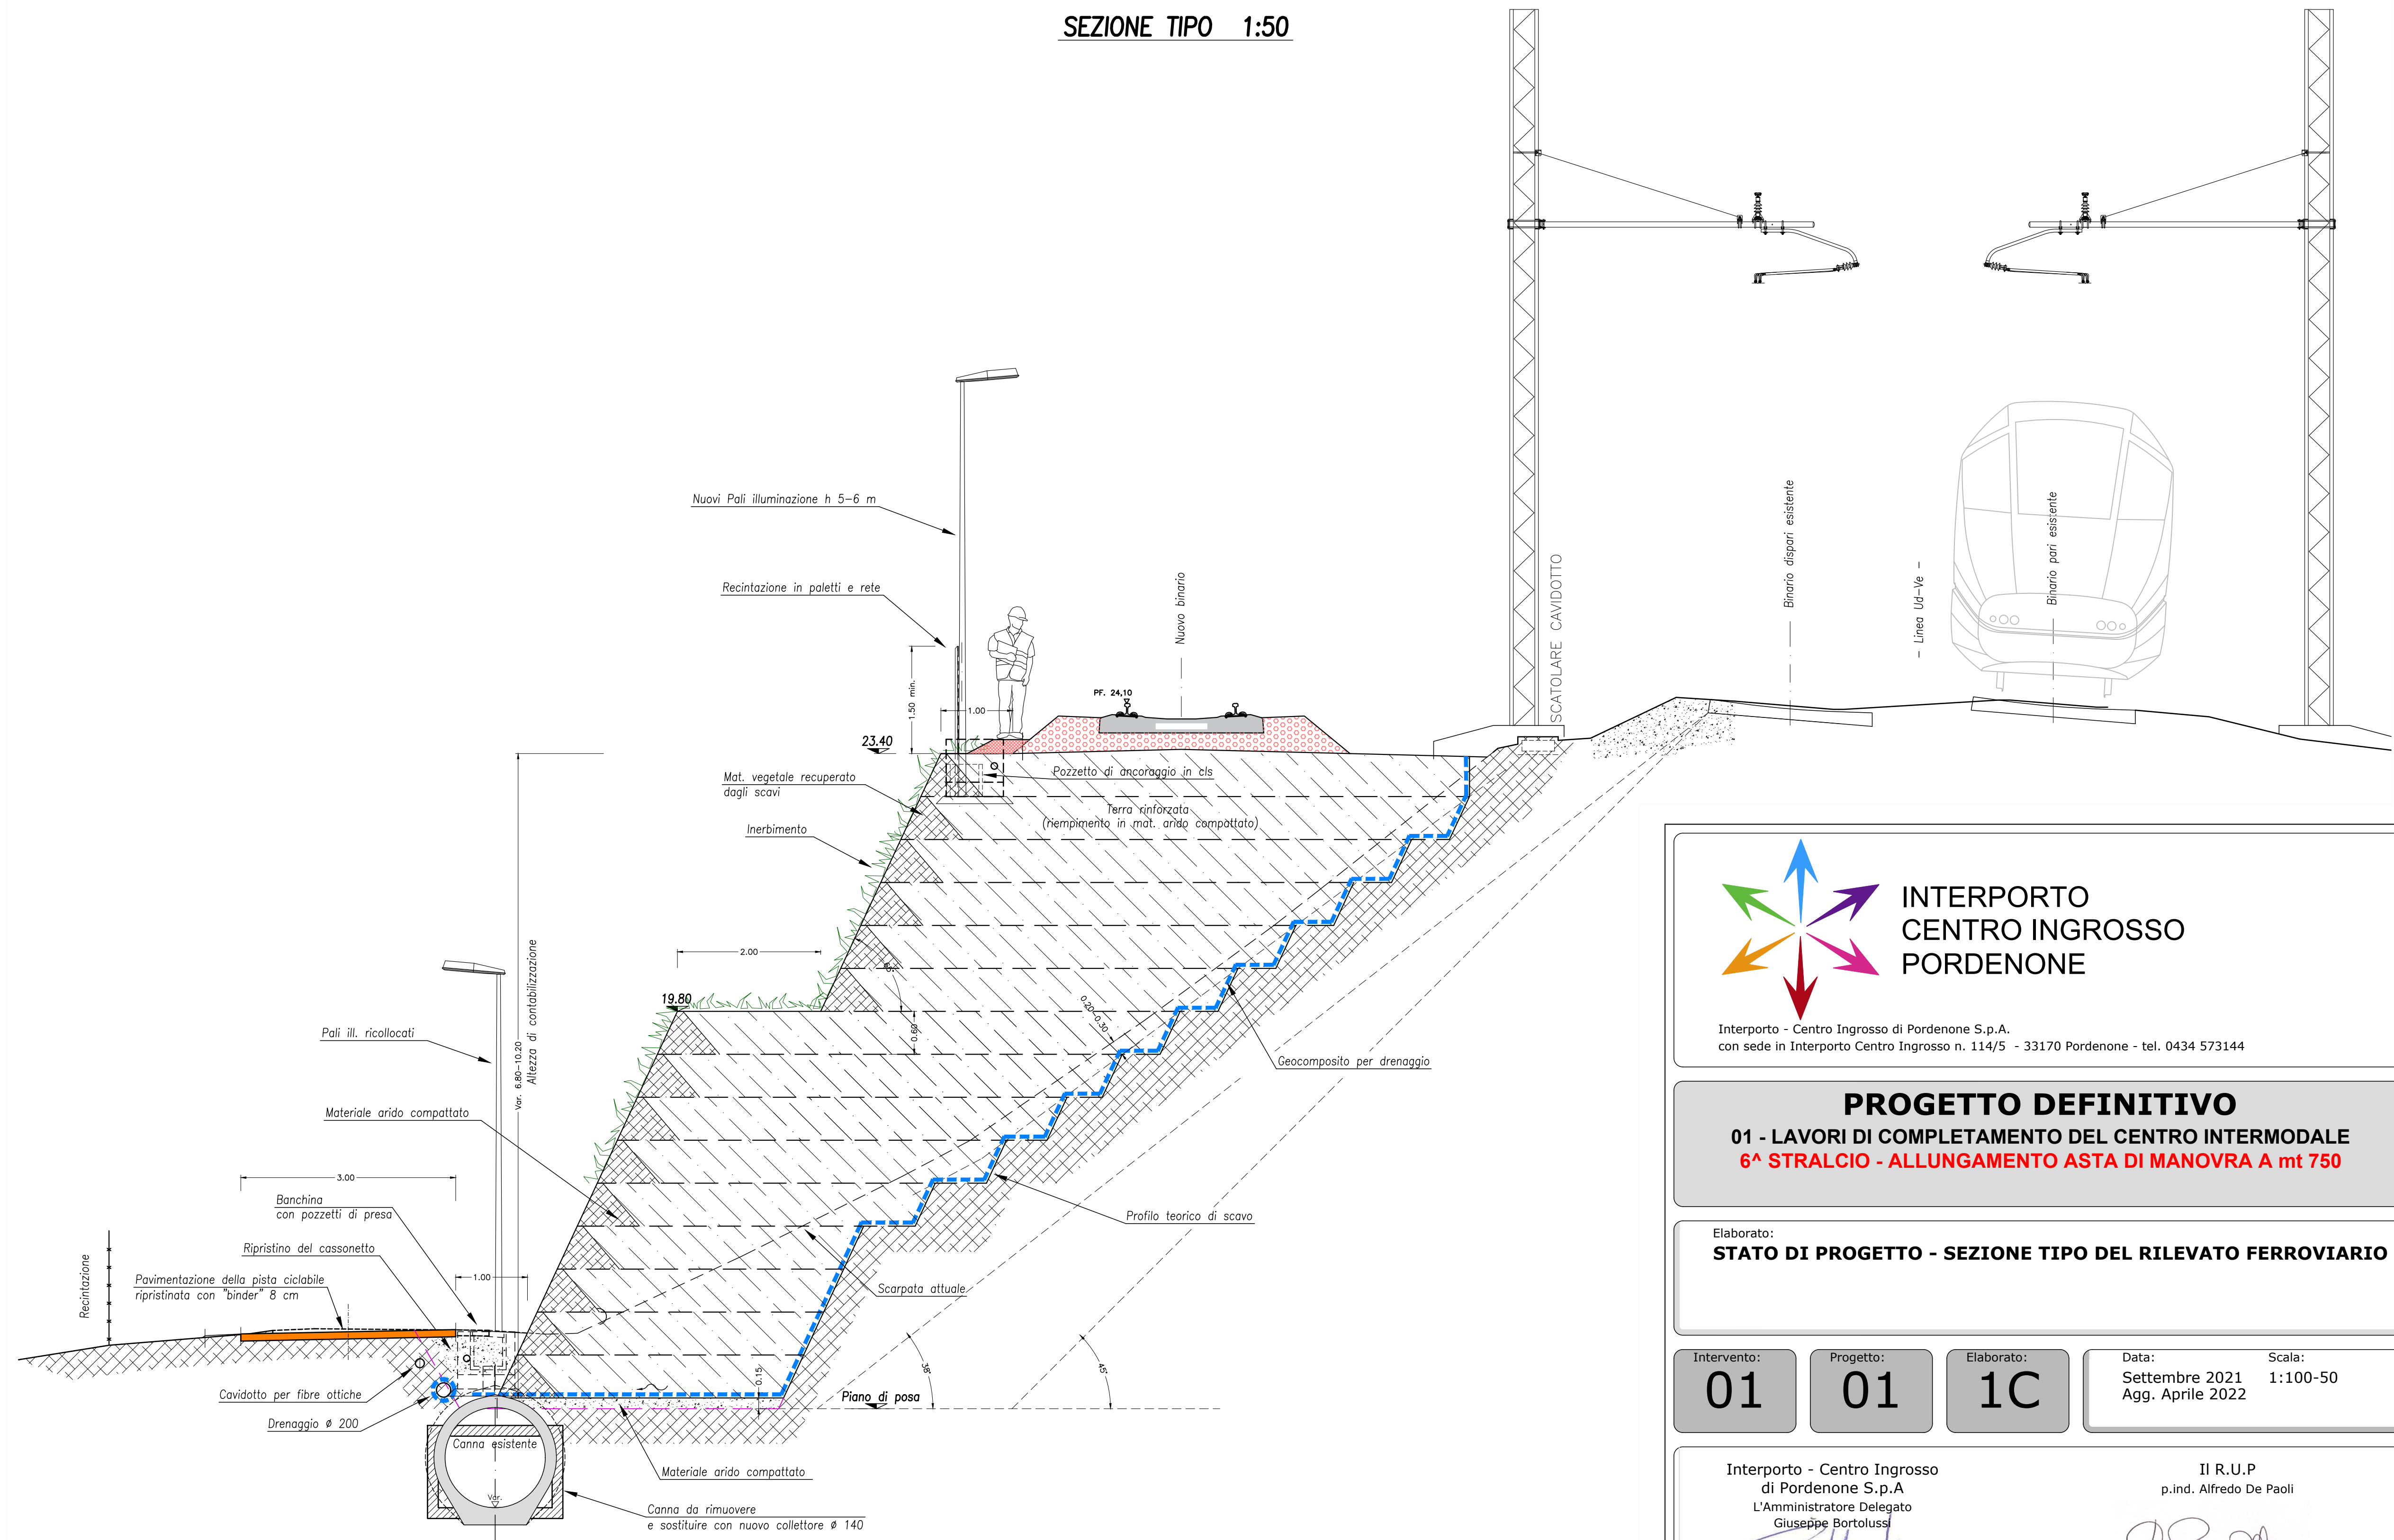 SEZIONE TIPO 1:50
Nuovi Pali illuminazione h 5-6 m
Recintazione in paletti e rete
1.50 min.
1.00
Nuovo binario
PF. 24,10
SCATOLARE CAVIDOTTO
Binario dispari esistente
- Linea Ud-Ve -
Binario pari esistente
23.40
Mat. vegetale recuperato
dagli scavi
Inerbimento
Pozzetto di ancoraggio in cls
Terra rinforzata
(riempimento in mat. arido compattato)
2.00
19.80
0.60
0.20-0.30
Geocomposito per drenaggio
Pali ill. ricollocati
Var. 6.80-10.20
Altezza di contabilizzazione
Materiale arido compattato
3.00
Banchina
con pozzetti di presa
Ripristino del cassonetto
1.00
Recintazione
Pavimentazione della pista ciclabile
ripristinata con "binder" 8 cm
Profilo teorico di scavo
Scarpata attuale
38°
45°
0.15
Piano di posa
Cavidotto per fibre ottiche
Drenaggio ø 200
Canna esistente
Var.
Materiale arido compattato
Canna da rimuovere
e sostituire con nuovo collettore ø 140
INTERPORTO
CENTRO INGROSSO
PORDENONE
Interporto - Centro Ingrosso di Pordenone S.p.A.
con sede in Interporto Centro Ingrosso n. 114/5 - 33170 Pordenone - tel. 0434 573144
PROGETTO DEFINITIVO
01 - LAVORI DI COMPLETAMENTO DEL CENTRO INTERMODALE
6^ STRALCIO - ALLUNGAMENTO ASTA DI MANOVRA A mt 750
Elaborato:
STATO DI PROGETTO - SEZIONE TIPO DEL RILEVATO FERROVIARIO
Intervento:
01
Progetto:
01
Elaborato:
1C
Data:
Settembre 2021
Agg. Aprile 2022
Scala:
1:100-50
Interporto - Centro Ingrosso
di Pordenone S.p.A
L'Amministratore Delegato
Giuseppe Bortolussi
Il R.U.P
p.ind. Alfredo De Paoli